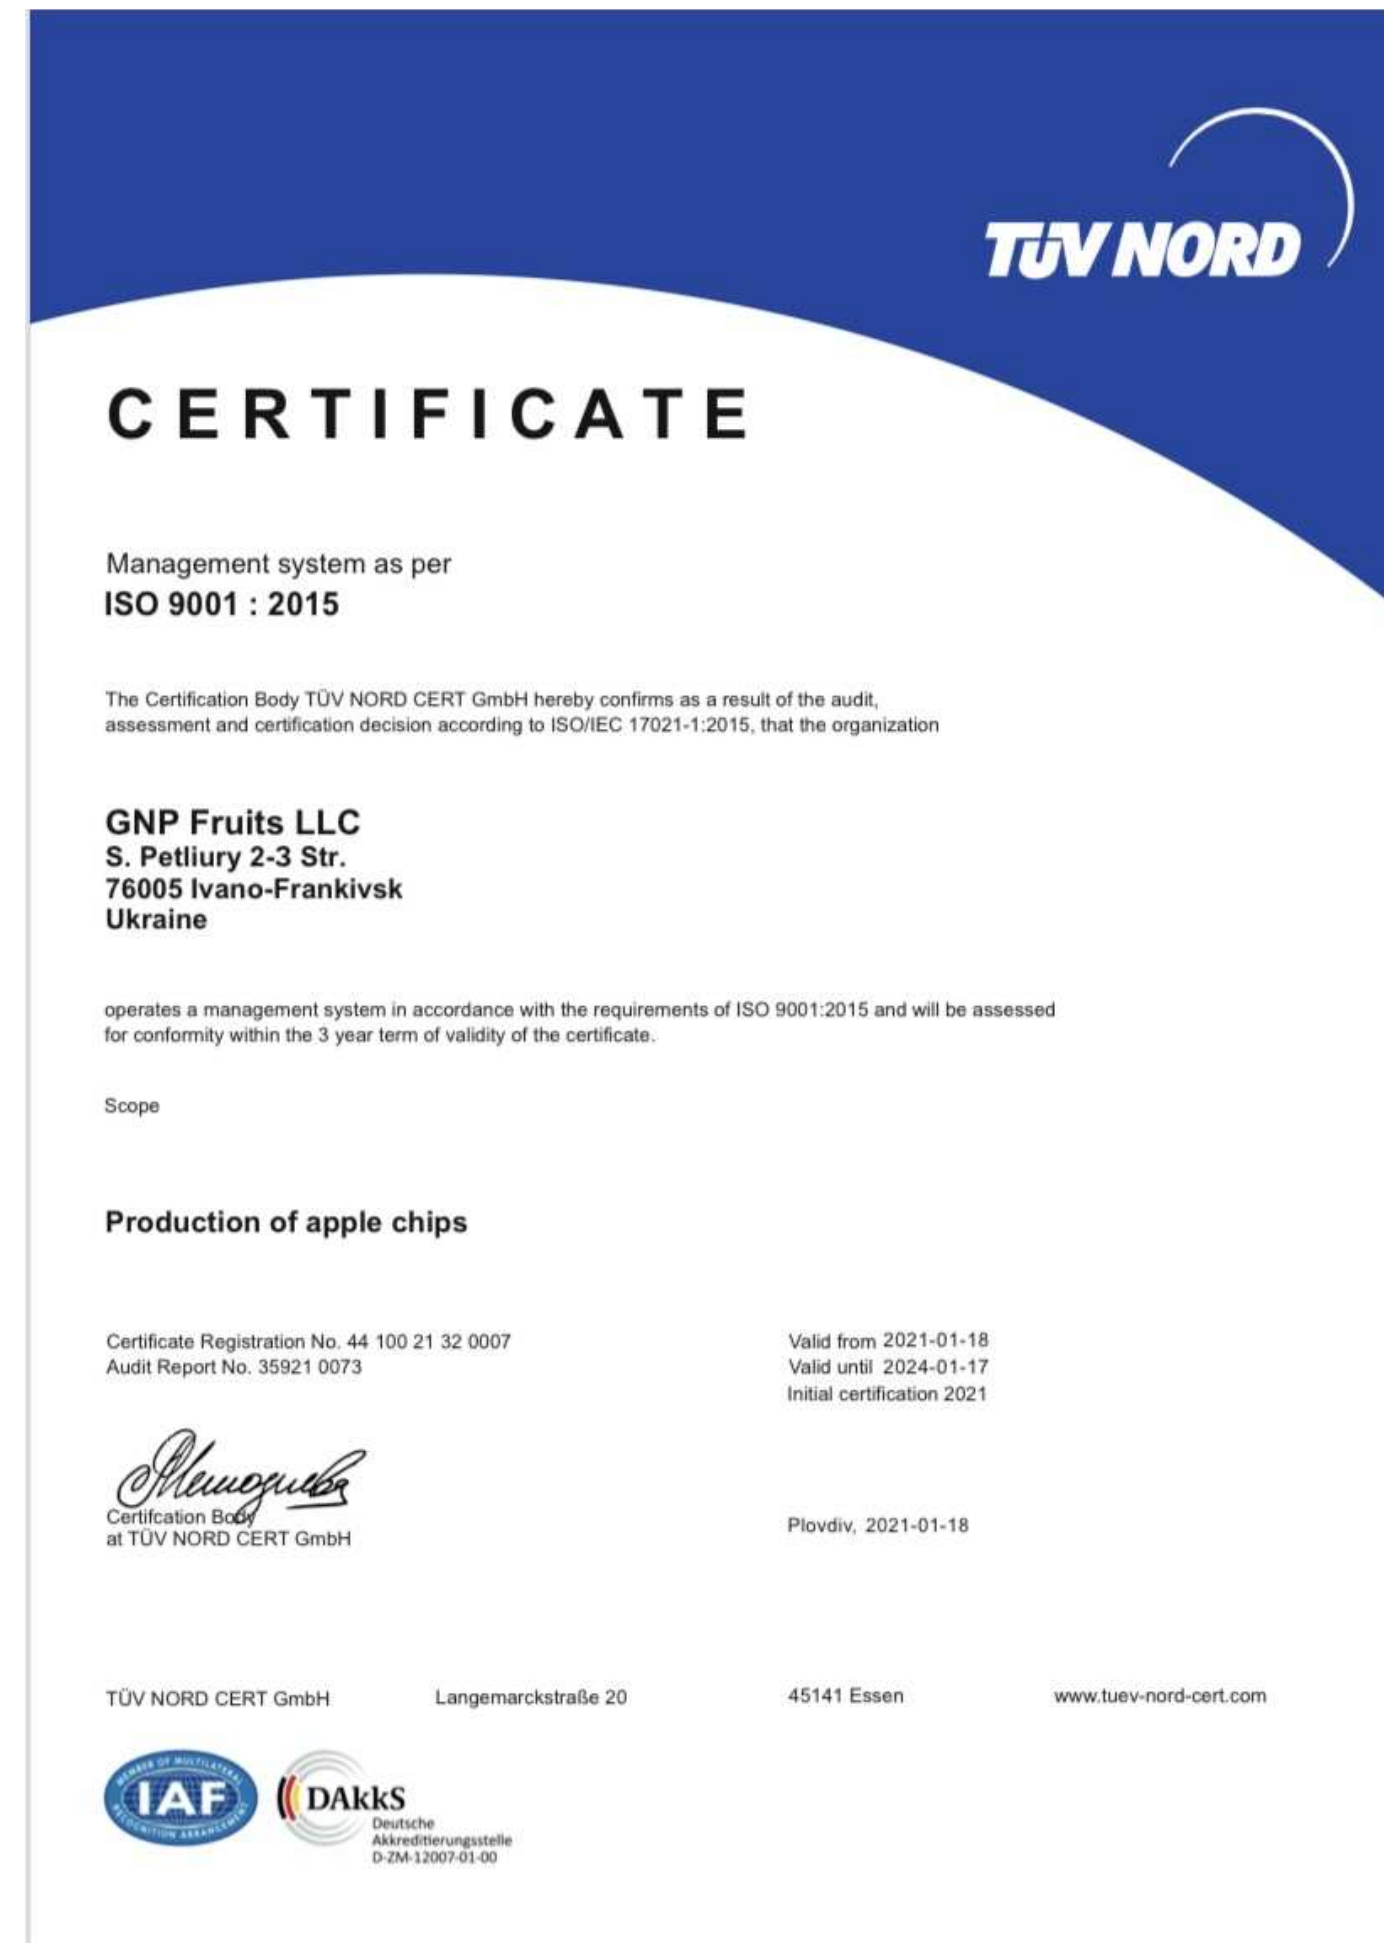 TÜV NORD
CERTIFICATE
Management system as per
ISO 9001 : 2015
The Certification Body TÜV NORD CERT GmbH hereby confirms as a result of the audit,
assessment and certification decision according to ISO/IEC 17021-1:2015, that the organization
GNP Fruits LLC
S. Petliury 2-3 Str.
76005 Ivano-Frankivsk
Ukraine
operates a management system in accordance with the requirements of ISO 9001:2015 and will be assessed
for conformity within the 3 year term of validity of the certificate.
Scope
Production of apple chips
Certificate Registration No. 44 100 21 32 0007
Audit Report No. 35921 0073
Valid from 2021-01-18
Valid until 2024-01-17
Initial certification 2021
Certifcation Body
at TÜV NORD CERT GmbH
Plovdiv, 2021-01-18
TÜV NORD CERT GmbH Langemarckstraße 20 45141 Essen www.tuev-nord-cert.com
MEMBER OF MULTILATERAL
IAF
RECOGNITION ARRANGEMENT
DAkkS
Deutsche
Akkreditierungsstelle
D-ZM-12007-01-00